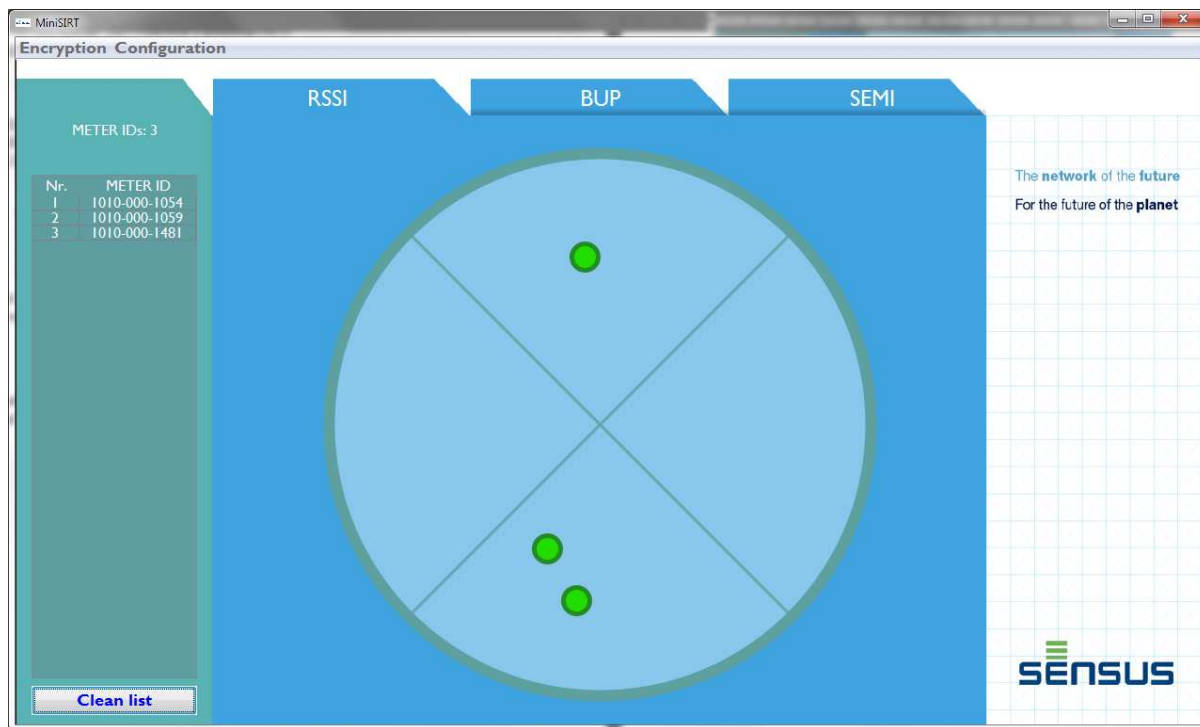 MiniSIRT
Encryption Configuration
RSSI
BUP
SEMI
METER IDs: 3
Nr. METER ID
1 1010-000-1054
2 1010-000-1059
3 1010-000-1481
Clean list
The network of the future
For the future of the planet
SENSUS